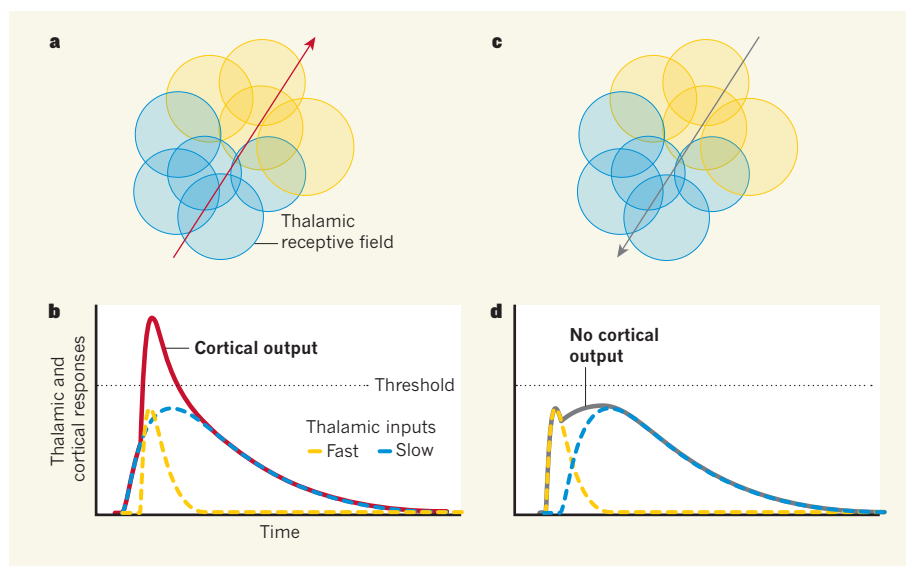 a
c
Thalamic
receptive field
b
Thalamic and
cortical responses
Cortical output
Threshold
Thalamic inputs
Fast
Slow
Time
d
No cortical
output